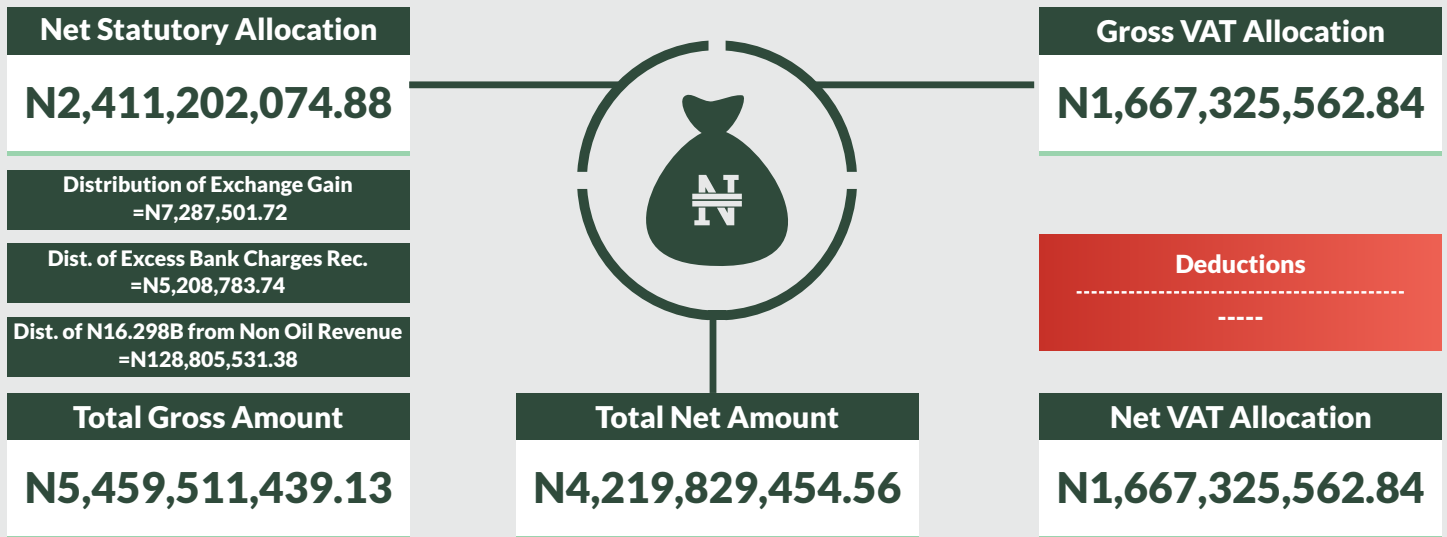 Net Statutory Allocation
N2,411,202,074.88
Distribution of Exchange Gain
=N7,287,501.72
Dist. of Excess Bank Charges Rec.
=N5,208,783.74
Dist. of N16.298B from Non Oil Revenue
=N128,805,531.38
Total Gross Amount
N5,459,511,439.13
₦
Total Net Amount
N4,219,829,454.56
Gross VAT Allocation
N1,667,325,562.84
Deductions
--------------------------------------------
-----
Net VAT Allocation
N1,667,325,562.84